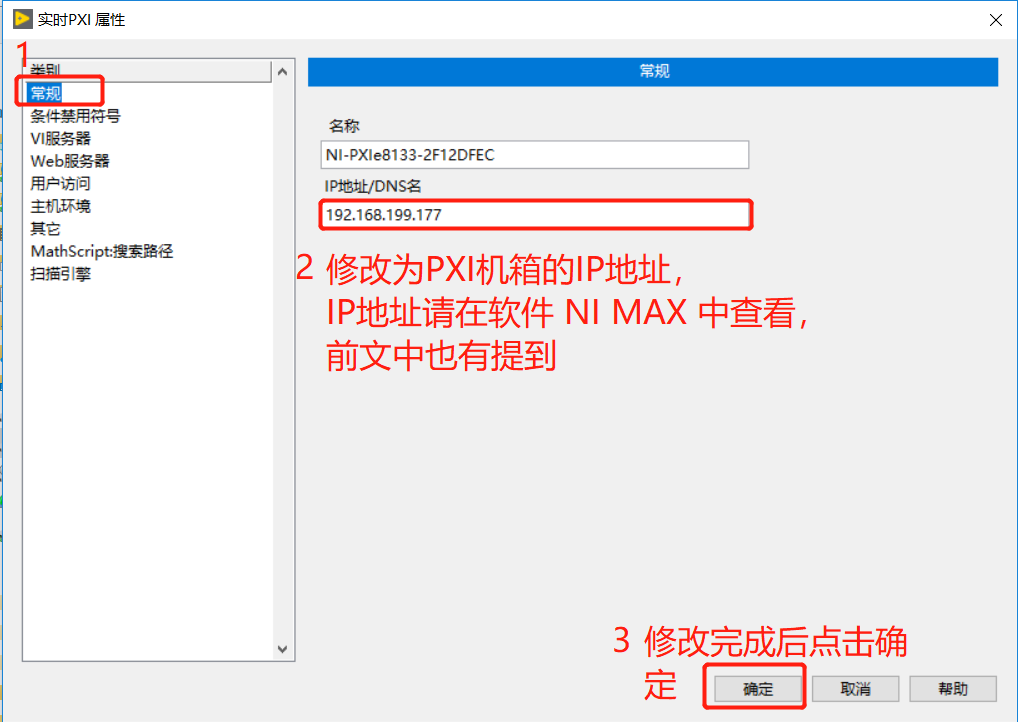 实时PXI 属性
1
类别
常规
条件禁用符号
VI服务器
Web服务器
用户访问
主机环境
其它
MathScript:搜索路径
扫描引擎
常规
名称
NI-PXIe8133-2F12DFEC
IP地址/DNS名
192.168.199.177
2 修改为PXI机箱的IP地址，
IP地址请在软件 NI MAX 中查看，
前文中也有提到
3 修改完成后点击确
定
确定
取消
帮助